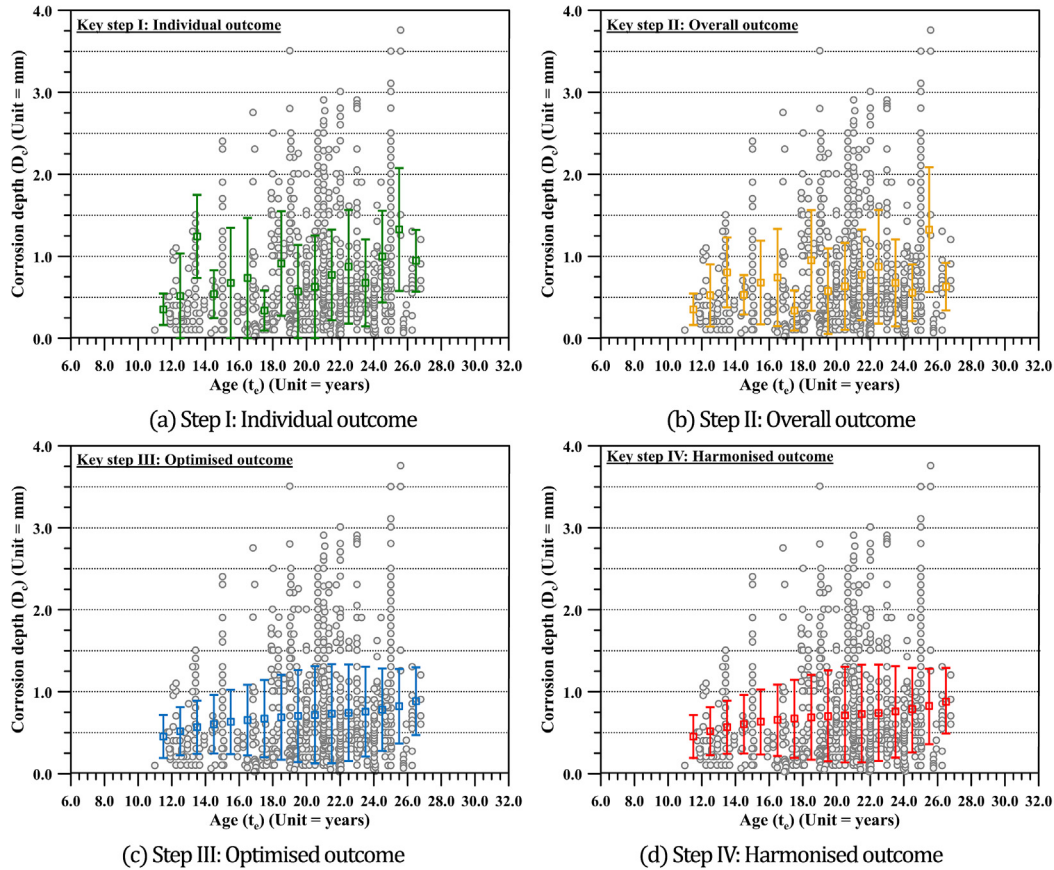 Key step I: Individual outcome
4.0
3.0
2.0
1.0
0.0
Corrosion depth (Dc) (Unit = mm)
6.0 8.0 10.0 12.0 14.0 16.0 18.0 20.0 22.0 24.0 26.0 28.0 30.0 32.0
Age (te) (Unit = years)
(a) Step I: Individual outcome
Key step II: Overall outcome
4.0
3.0
2.0
1.0
0.0
Corrosion depth (Dc) (Unit = mm)
6.0 8.0 10.0 12.0 14.0 16.0 18.0 20.0 22.0 24.0 26.0 28.0 30.0 32.0
Age (te) (Unit = years)
(b) Step II: Overall outcome
Key step III: Optimised outcome
4.0
3.0
2.0
1.0
0.0
Corrosion depth (Dc) (Unit = mm)
6.0 8.0 10.0 12.0 14.0 16.0 18.0 20.0 22.0 24.0 26.0 28.0 30.0 32.0
Age (te) (Unit = years)
(c) Step III: Optimised outcome
Key step IV: Harmonised outcome
4.0
3.0
2.0
1.0
0.0
Corrosion depth (Dc) (Unit = mm)
6.0 8.0 10.0 12.0 14.0 16.0 18.0 20.0 22.0 24.0 26.0 28.0 30.0 32.0
Age (te) (Unit = years)
(d) Step IV: Harmonised outcome